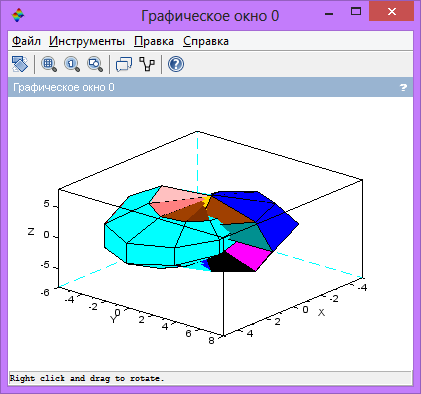 Графическое окно 0
Файл Инструменты Правка Справка
Графическое окно 0 ?
5
0
-5
Z
-6
-4
-2
0
2
4
6
8
Y
4
2
0
-2
-4
X
Right click and drag to rotate.